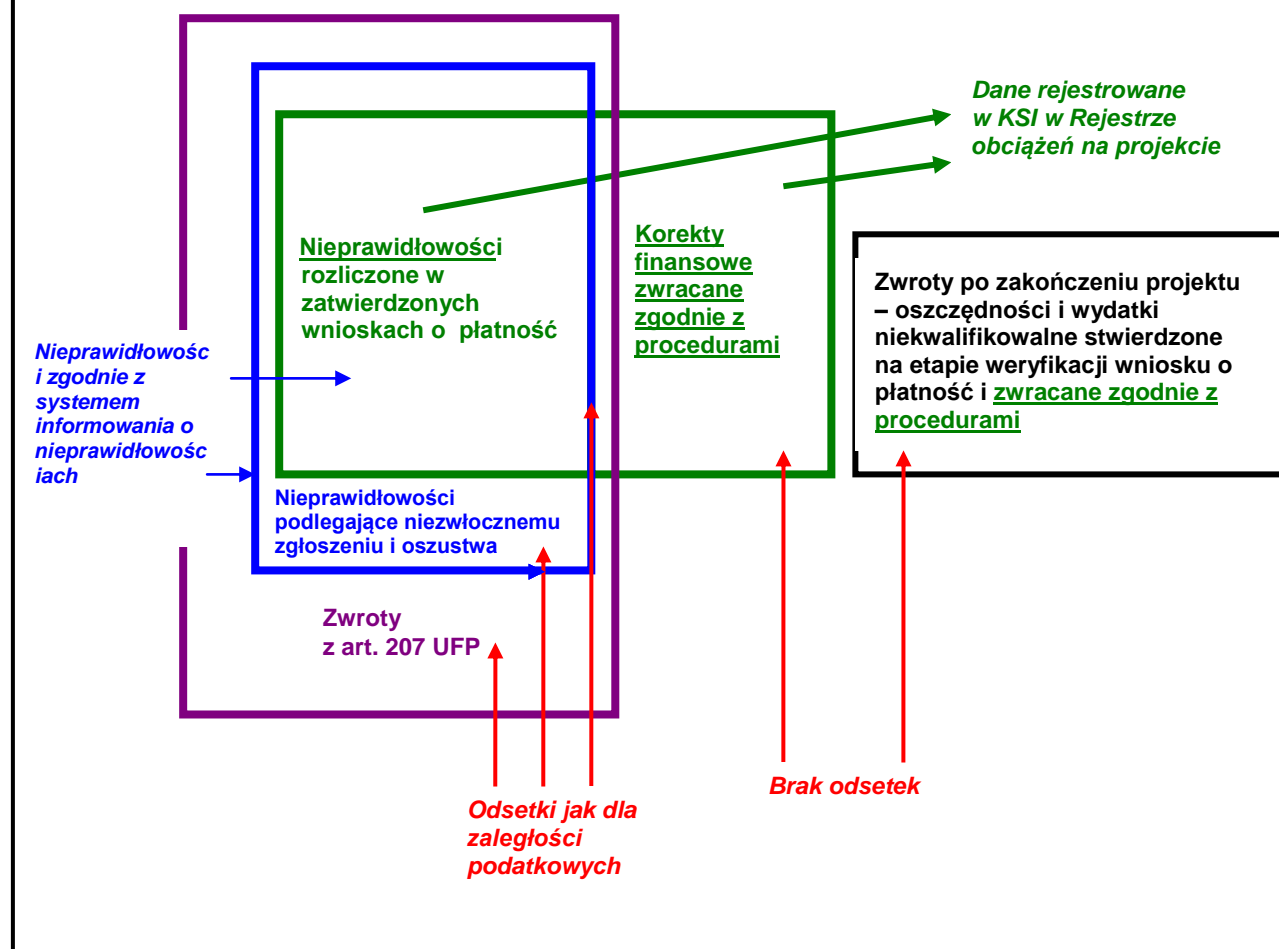 Dane rejestrowane
w KSI w Rejestrze
obciążeń na projekcie
Nieprawidłowości
rozliczone w
zatwierdzonych
wnioskach o płatność
Korekty
finansowe
zwracane
zgodnie z
procedurami
Zwroty po zakończeniu projektu
– oszczędności i wydatki
niekwalifikowalne stwierdzone
na etapie weryfikacji wniosku o
płatność i zwracane zgodnie z
procedurami
Nieprawidłowośc
i zgodnie z
systemem
informowania o
nieprawidłowośc
iach
Nieprawidłowości
podlegające niezwłocznemu
zgłoszeniu i oszustwa
Zwroty
z art. 207 UFP
Odsetki jak dla
zaległości
podatkowych
Brak odsetek